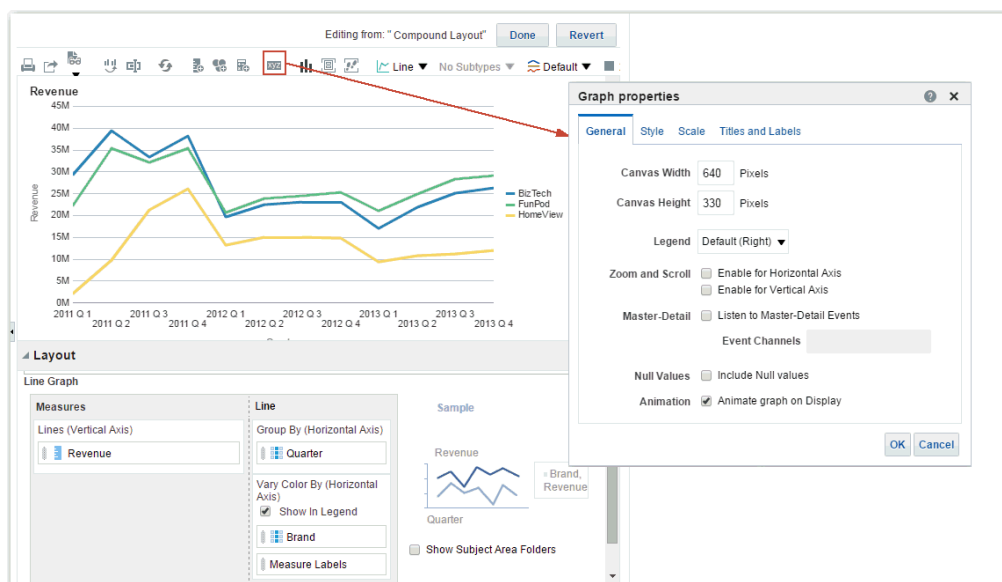 Editing from: "Compound Layout" Done Revert
XYZ Line No Subtypes Default
Revenue
45M
40M
35M
30M
25M
20M
15M
10M
5M
0M
Revenue
2011 Q 1 2011 Q 3 2012 Q 1 2012 Q 3 2013 Q 1 2013 Q 3
2011 Q 2 2011 Q 4 2012 Q 2 2012 Q 4 2013 Q 2 2013 Q 4
BizTech
FunPod
HomeView
Layout
Line Graph
Measures
Lines (Vertical Axis)
Revenue
Line
Group By (Horizontal Axis)
Quarter
Vary Color By (Horizontal
Axis)
Show In Legend
Brand
Measure Labels
Sample
Revenue
Brand,
Revenue
Quarter
Show Subject Area Folders
Graph properties
General Style Scale Titles and Labels
Canvas Width 640 Pixels
Canvas Height 330 Pixels
Legend Default (Right)
Zoom and Scroll Enable for Horizontal Axis
Enable for Vertical Axis
Master-Detail Listen to Master-Detail Events
Event Channels
Null Values Include Null values
Animation Animate graph on Display
OK Cancel